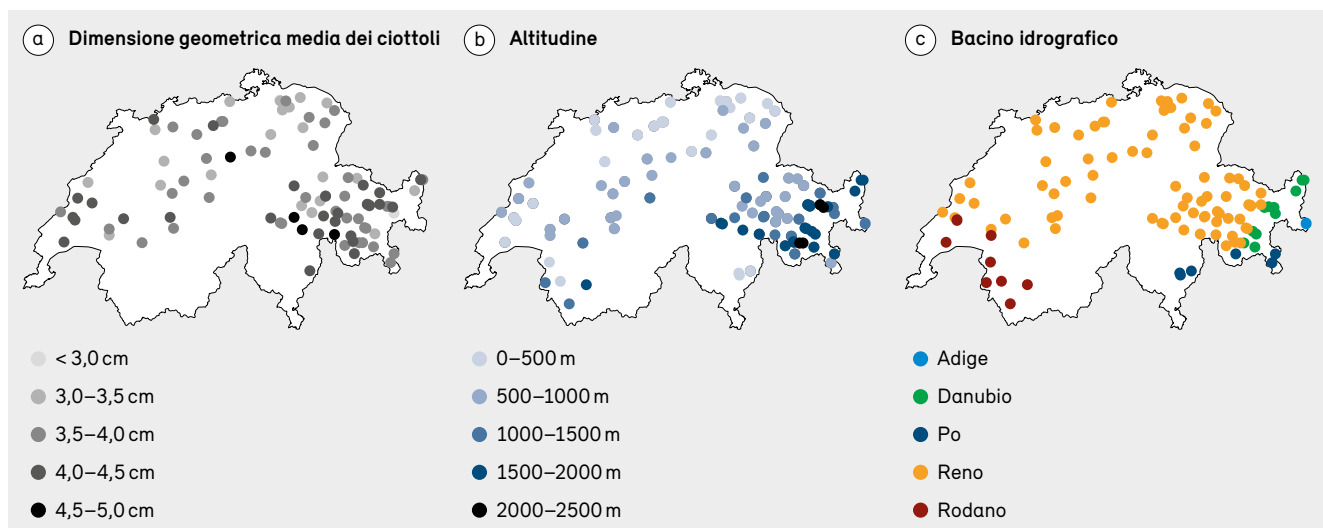 a Dimensione geometrica media dei ciottoli
b Altitudine
c Bacino idrografico
< 3,0 cm
3,0–3,5 cm
3,5–4,0 cm
4,0–4,5 cm
4,5–5,0 cm
0–500 m
500–1000 m
1000–1500 m
1500–2000 m
2000–2500 m
Adige
Danubio
Po
Reno
Rodano